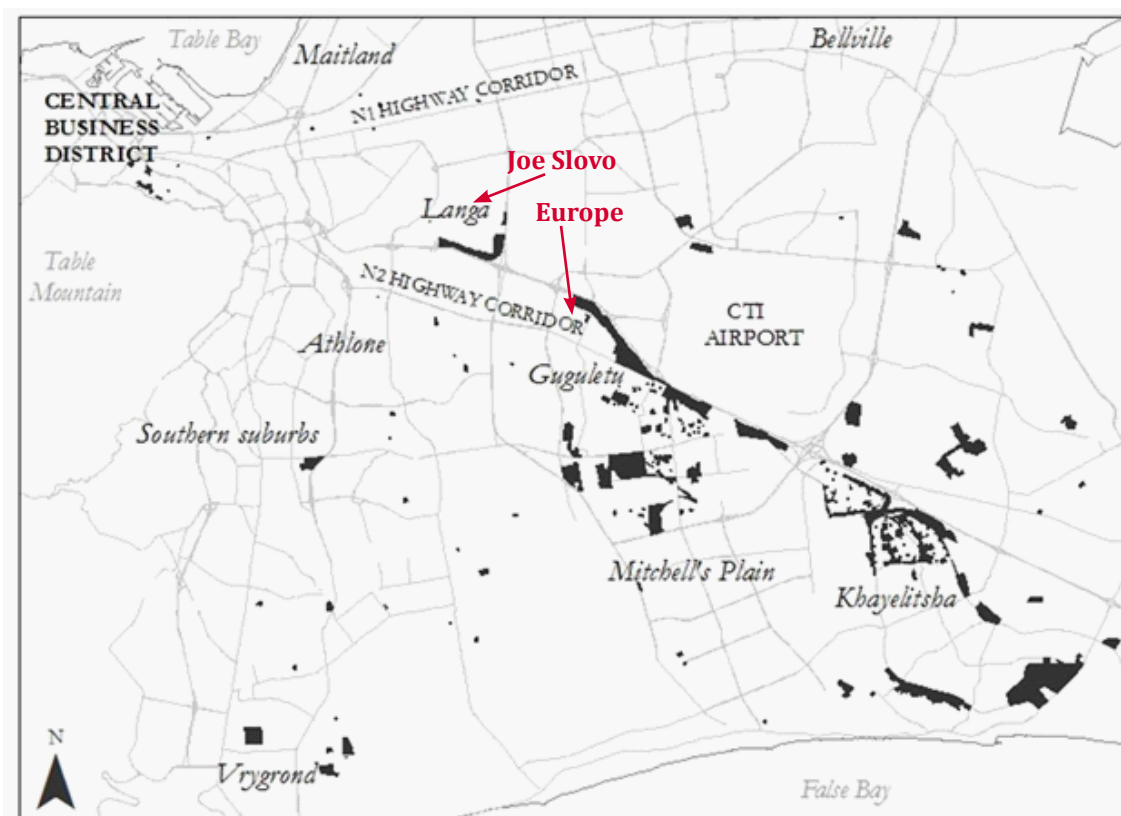 Table Bay
Maitland
Bellville
N1 HIGHWAY CORRIDOR
CENTRAL
BUSINESS
DISTRICT
Joe Slovo
Langa
Europe
Table
Mountain
N2 HIGHWAY CORRIDOR
CTI
AIRPORT
Athlone
Guguletu
Southern suburbs
Mitchell's Plain
Khayelitsha
N
Vrygrond
False Bay